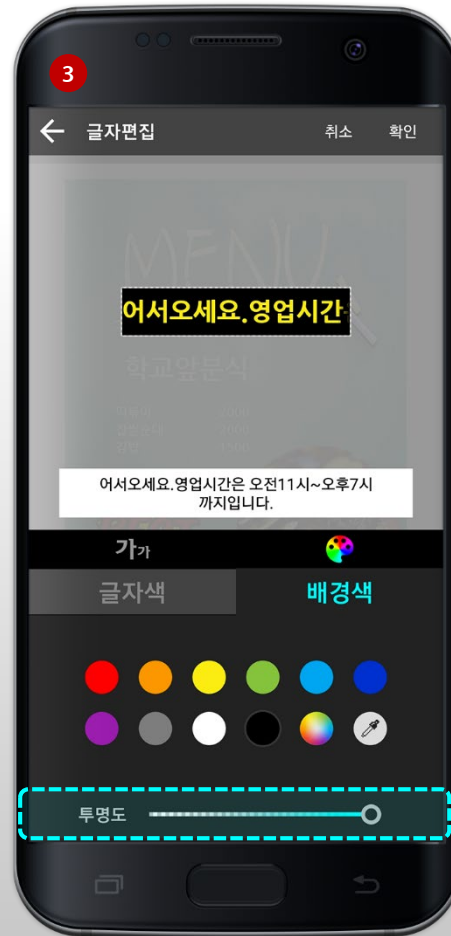 3
글자편집 취소 확인
MENU
어서오세요.영업시간
학교앞분식
어서오세요.영업시간은 오전11시~오후7시
까지입니다.
가가
글자색 배경색
투명도